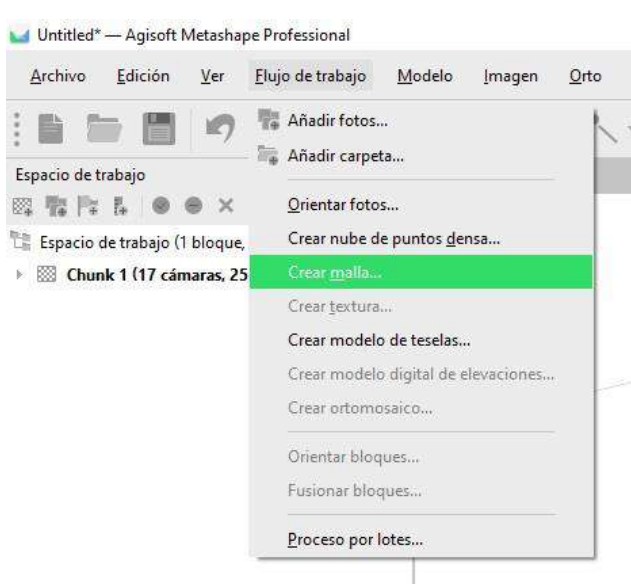 Untitled* — Agisoft Metashape Professional
Archivo Edición Ver Flujo de trabajo Modelo Imagen Orto
Añadir fotos...
Añadir carpeta...
Espacio de trabajo
Orientar fotos...
Espacio de trabajo (1 bloque,
Crear nube de puntos densa...
Chunk 1 (17 cámaras, 25
Crear malla...
Crear textura...
Crear modelo de teselas...
Crear modelo digital de elevaciones...
Crear ortomosaico...
Orientar bloques...
Fusionar bloques...
Proceso por lotes...